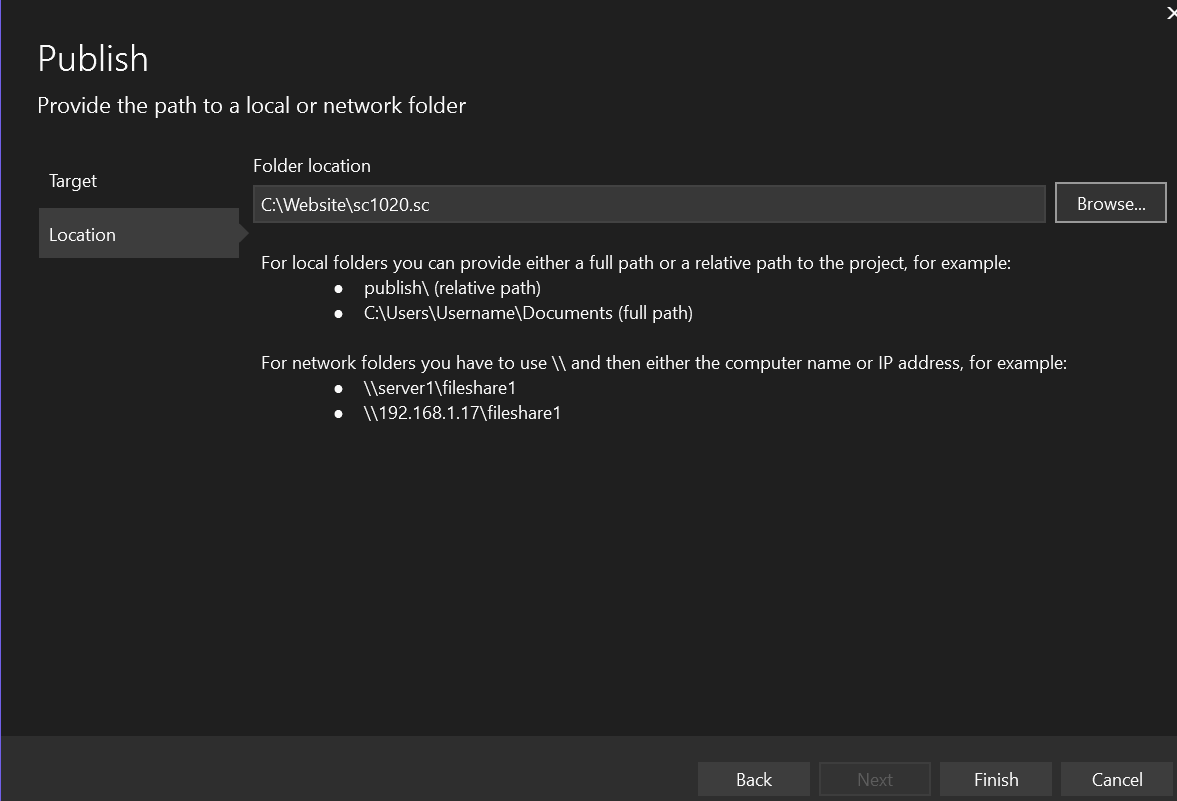 Publish
Provide the path to a local or network folder
Target
Location
Folder location
C:\Website\sc1020.sc
Browse...
For local folders you can provide either a full path or a relative path to the project, for example:
● publish\ (relative path)
● C:\Users\Username\Documents (full path)
For network folders you have to use \\ and then either the computer name or IP address, for example:
● \\server1\fileshare1
● \\192.168.1.17\fileshare1
Back
Next
Finish
Cancel